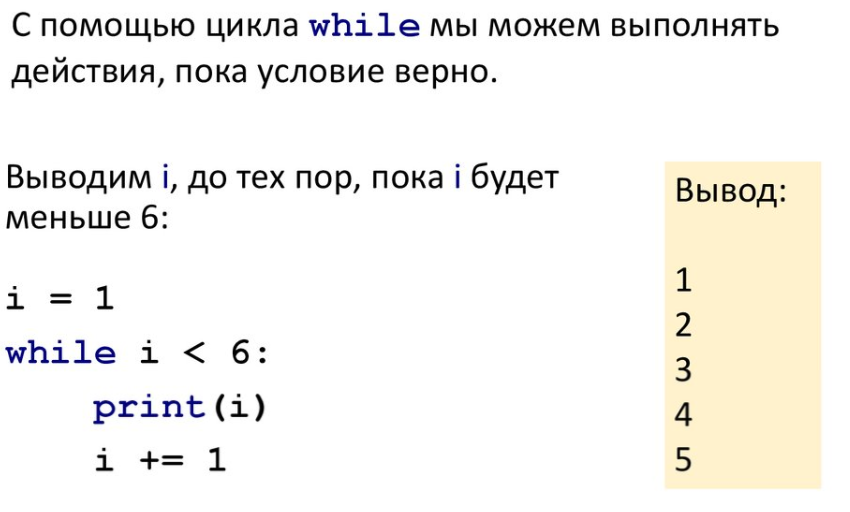 С помощью цикла while мы можем выполнять
действия, пока условие верно.
Выводим i, до тех пор, пока i будет
меньше 6:
i = 1
while i < 6:
    print(i)
    i += 1
Вывод:
1
2
3
4
5